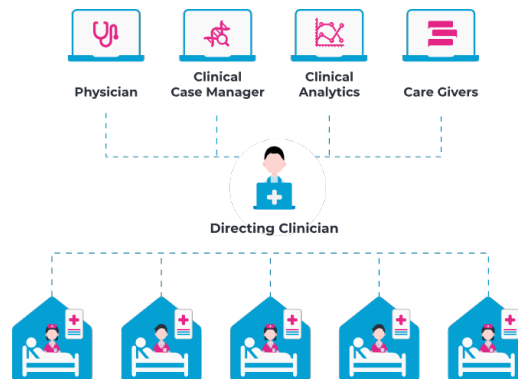 Physician
Clinical
Case Manager
Clinical
Analytics
Care Givers
Directing Clinician